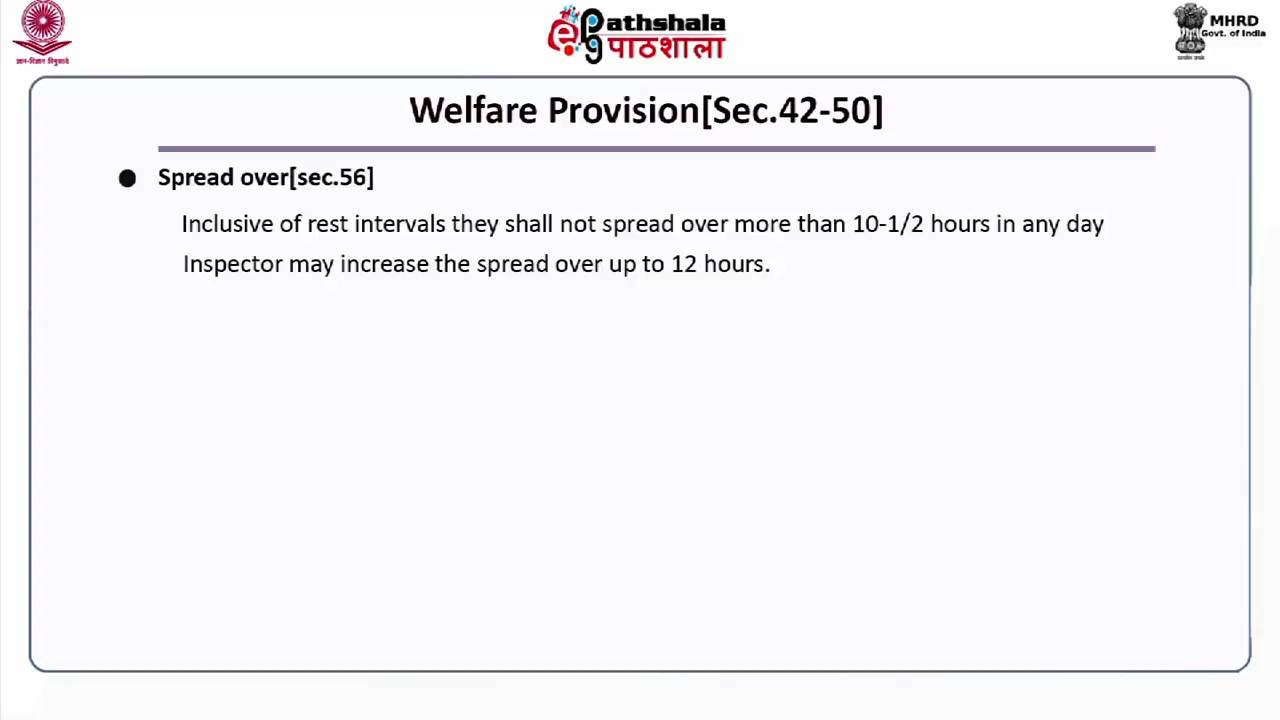 ePgPathshala
पाठशाला
MHRD
Govt. of India
ज्ञान-विज्ञान विमुक्तये
Welfare Provision[Sec.42-50]
Spread over[sec.56]
Inclusive of rest intervals they shall not spread over more than 10-1/2 hours in any day
Inspector may increase the spread over up to 12 hours.